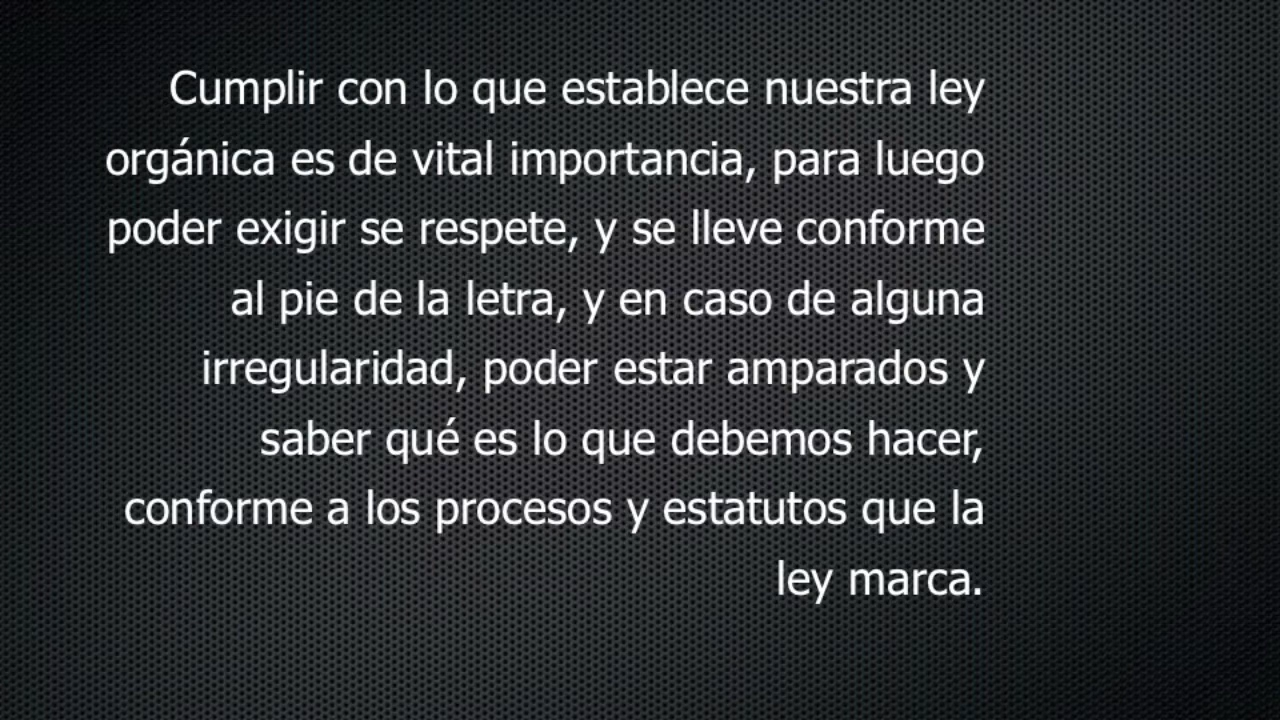 Cumplir con lo que establece nuestra ley
orgánica es de vital importancia, para luego
poder exigir se respete, y se lleve conforme
al pie de la letra, y en caso de alguna
irregularidad, poder estar amparados y
saber qué es lo que debemos hacer,
conforme a los procesos y estatutos que la
ley marca.